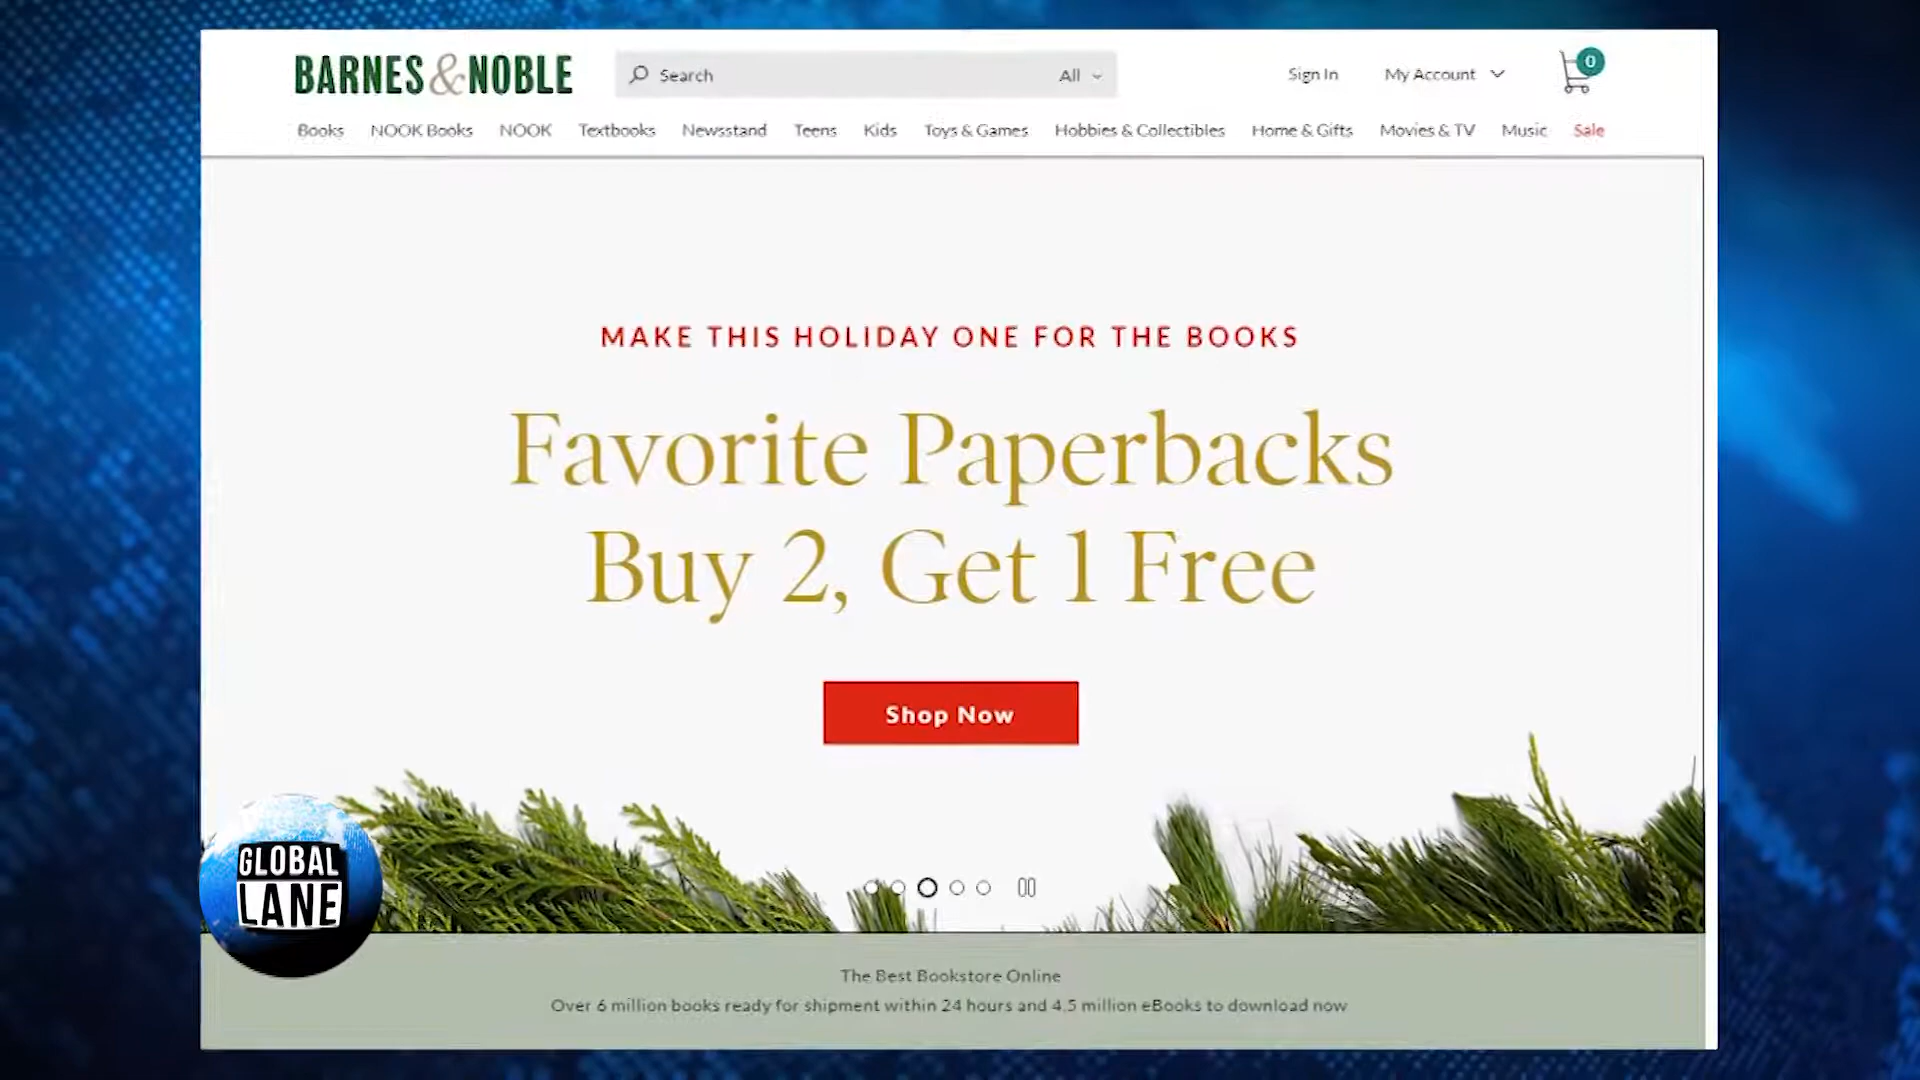 BARNES&NOBLE
Search
All
Sign In
My Account
0
Books NOOK Books NOOK Textbooks Newsstand Teens Kids Toys & Games Hobbies & Collectibles Home & Gifts Movies & TV Music Sale
MAKE THIS HOLIDAY ONE FOR THE BOOKS
Favorite Paperbacks
Buy 2, Get 1 Free
Shop Now
GLOBAL
LANE
The Best Bookstore Online
Over 6 million books ready for shipment within 24 hours and 4.5 million eBooks to download now